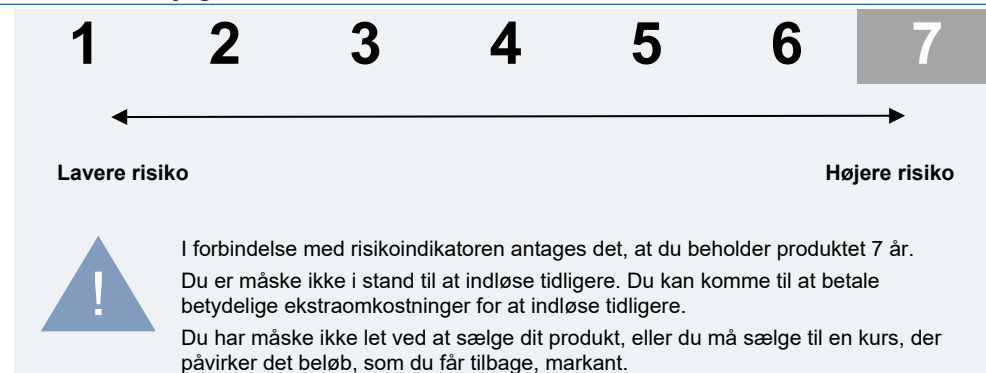 1 2 3 4 5 6 7
Lavere risiko Højere risiko
!
I forbindelse med risikoindikatoren antages det, at du beholder produktet 7 år.
Du er måske ikke i stand til at indløse tidligere. Du kan komme til at betale
betydelige ekstraomkostninger for at indløse tidligere.
Du har måske ikke let ved at sælge dit produkt, eller du må sælge til en kurs, der
påvirker det beløb, som du får tilbage, markant.